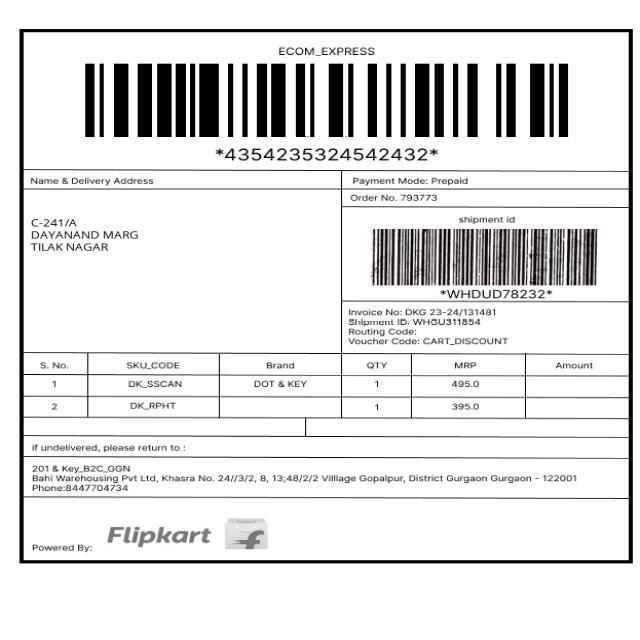 ECOM_EXPRESS
*4354235324542432*
Name & Delivery Address
Payment Mode: Prepaid
Order No. 793773
C-241/A
DAYANAND MARG
TILAK NAGAR
shipment id
*WHDUD78232*
Invoice No: DKG 23-24/131481
Shipment ID: WHGU311854
Routing Code:
Voucher Code: CART_DISCOUNT
S. No. SKU_CODE Brand QTY MRP Amount
1 DK_SSCAN DOT & KEY 1 495.0
2 DK_RPHT 1 395.0
if undelivered, please return to :
201 & Key_B2C_GGN
Bahi Warehousing Pvt Ltd, Khasra No. 24//3/2, 8, 13;48/2/2 Villlage Gopalpur, District Gurgaon Gurgaon - 122001
Phone:8447704734
Powered By: Flipkart